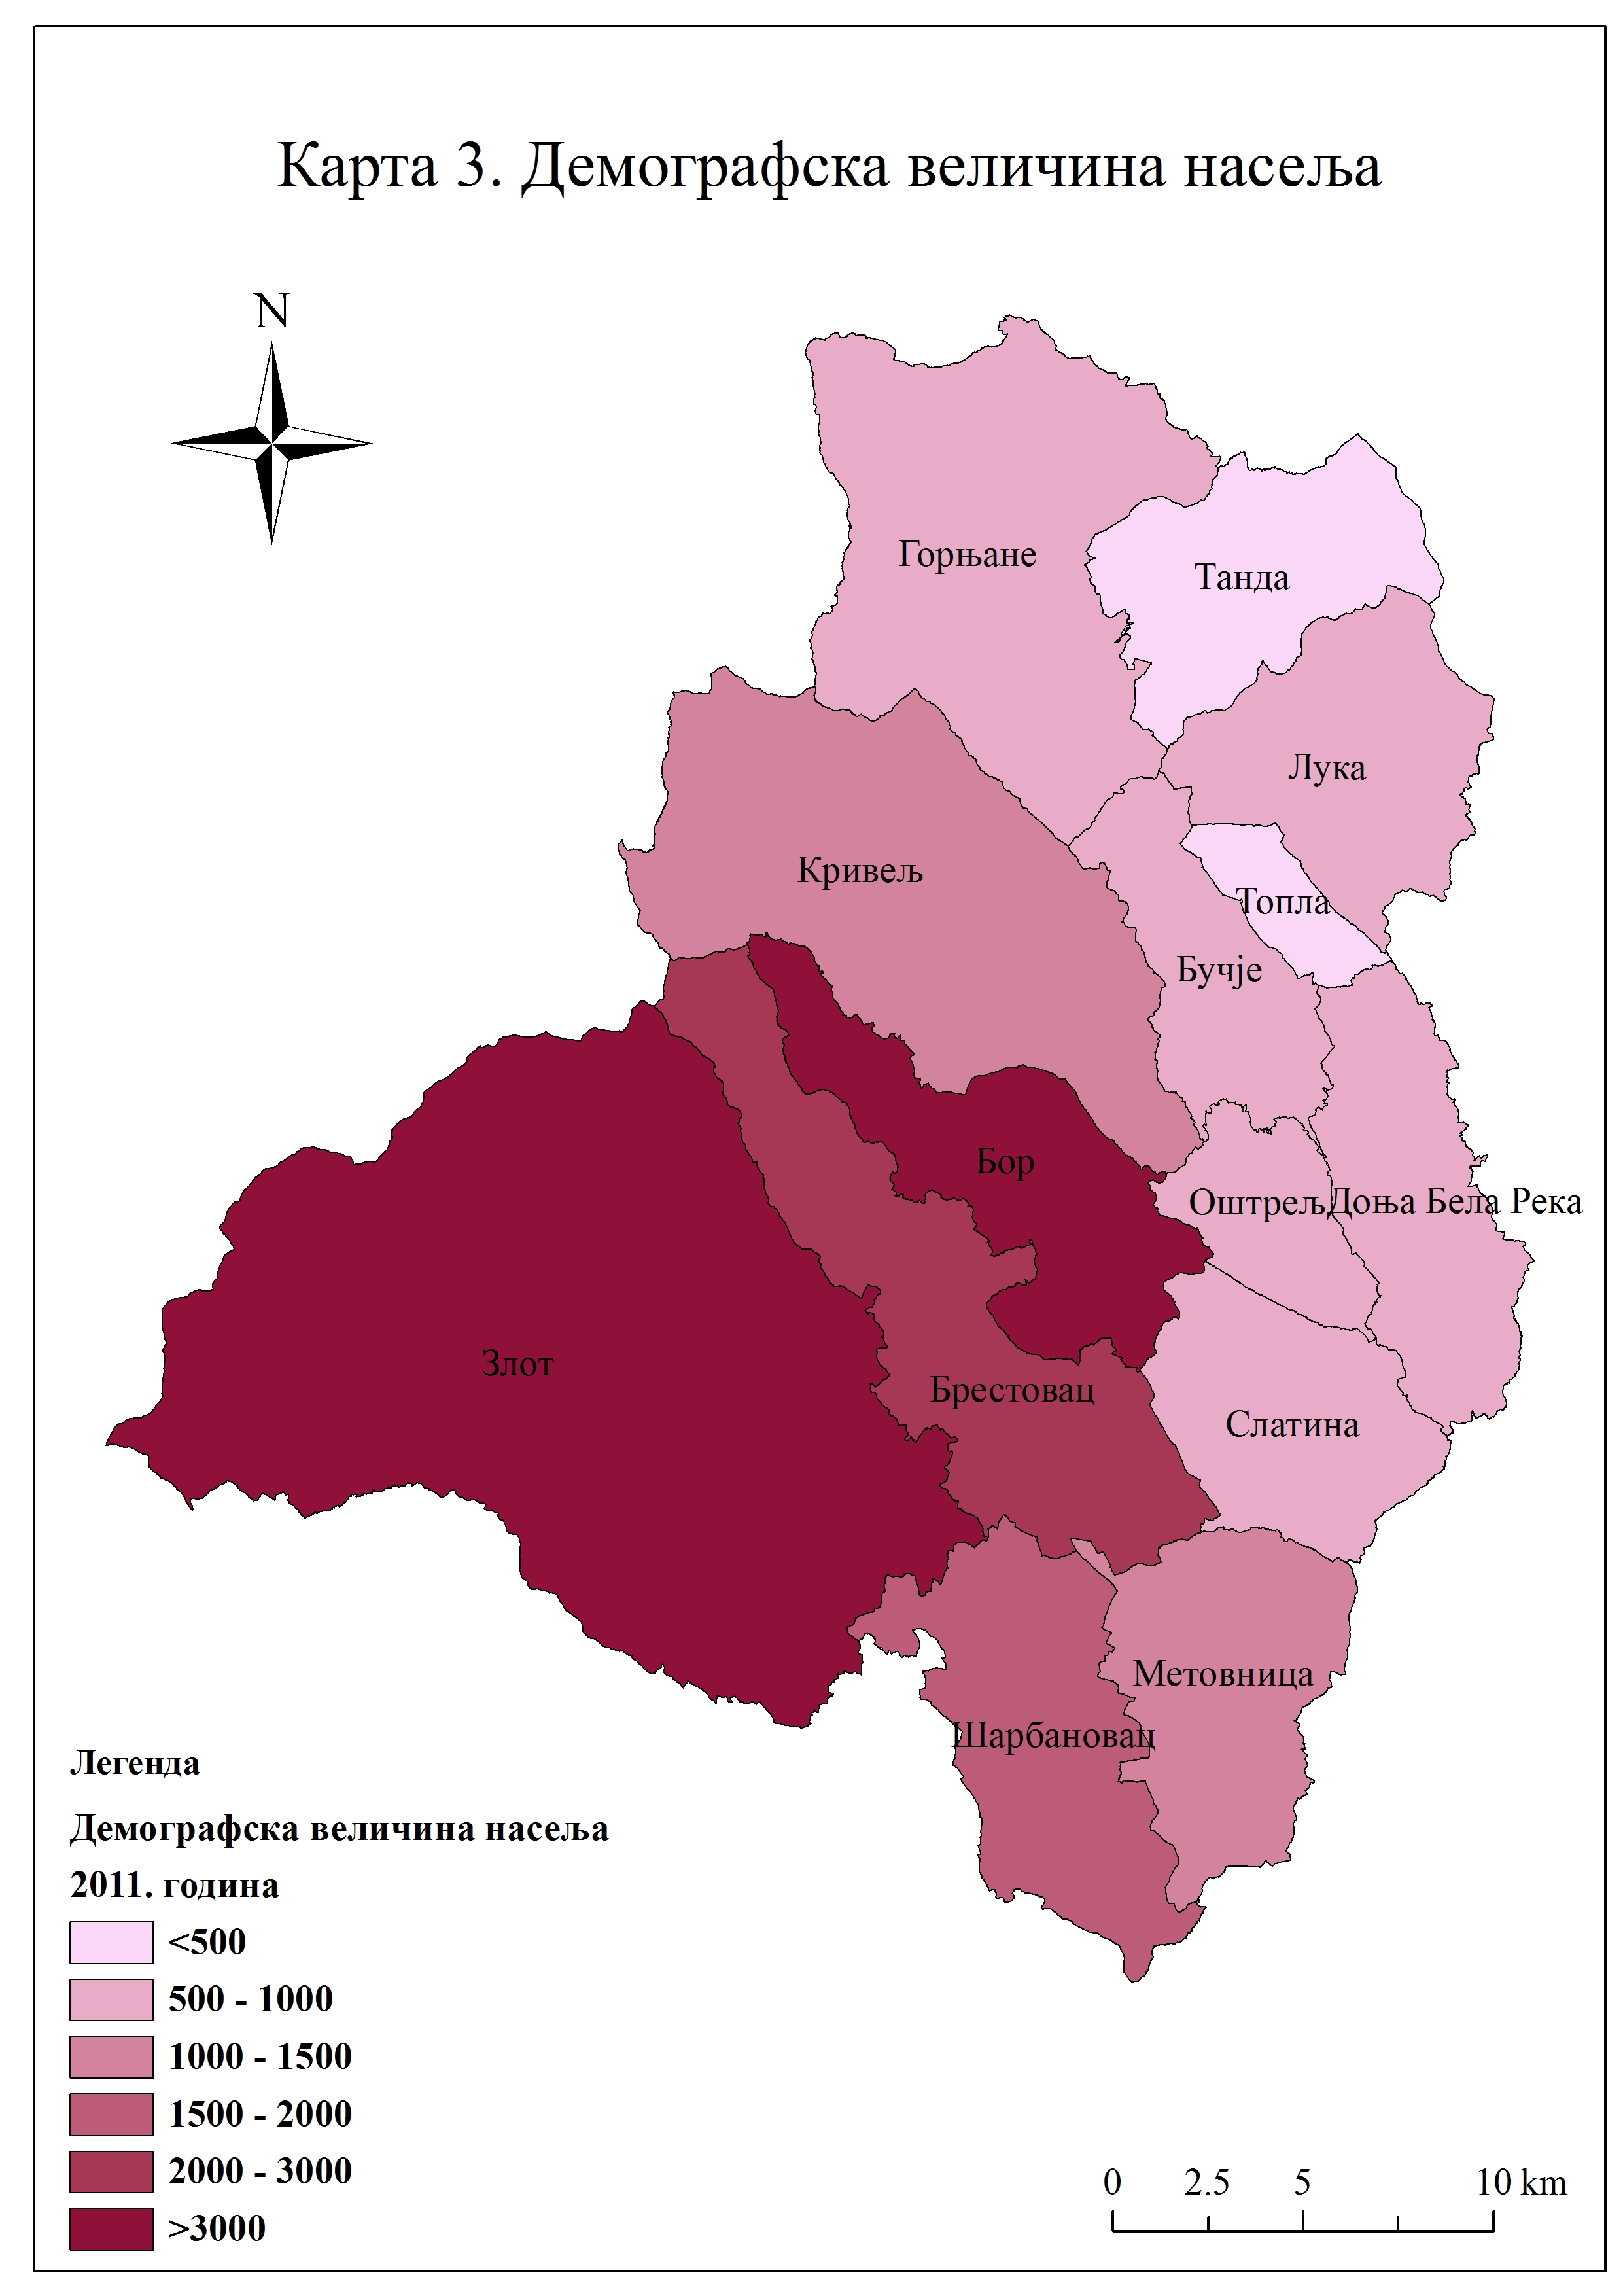 Карта 3. Демографска величина насеља
N
Горњане
Танда
Лука
Кривељ
Топла
Бучје
Бор
Оштрељ
Доња Бела Река
Злот
Брестовац
Слатина
Метовница
Шарбановац
Легенда
Демографска величина насеља
2011. година
<500
500 - 1000
1000 - 1500
1500 - 2000
2000 - 3000
>3000
0 2.5 5 10 km